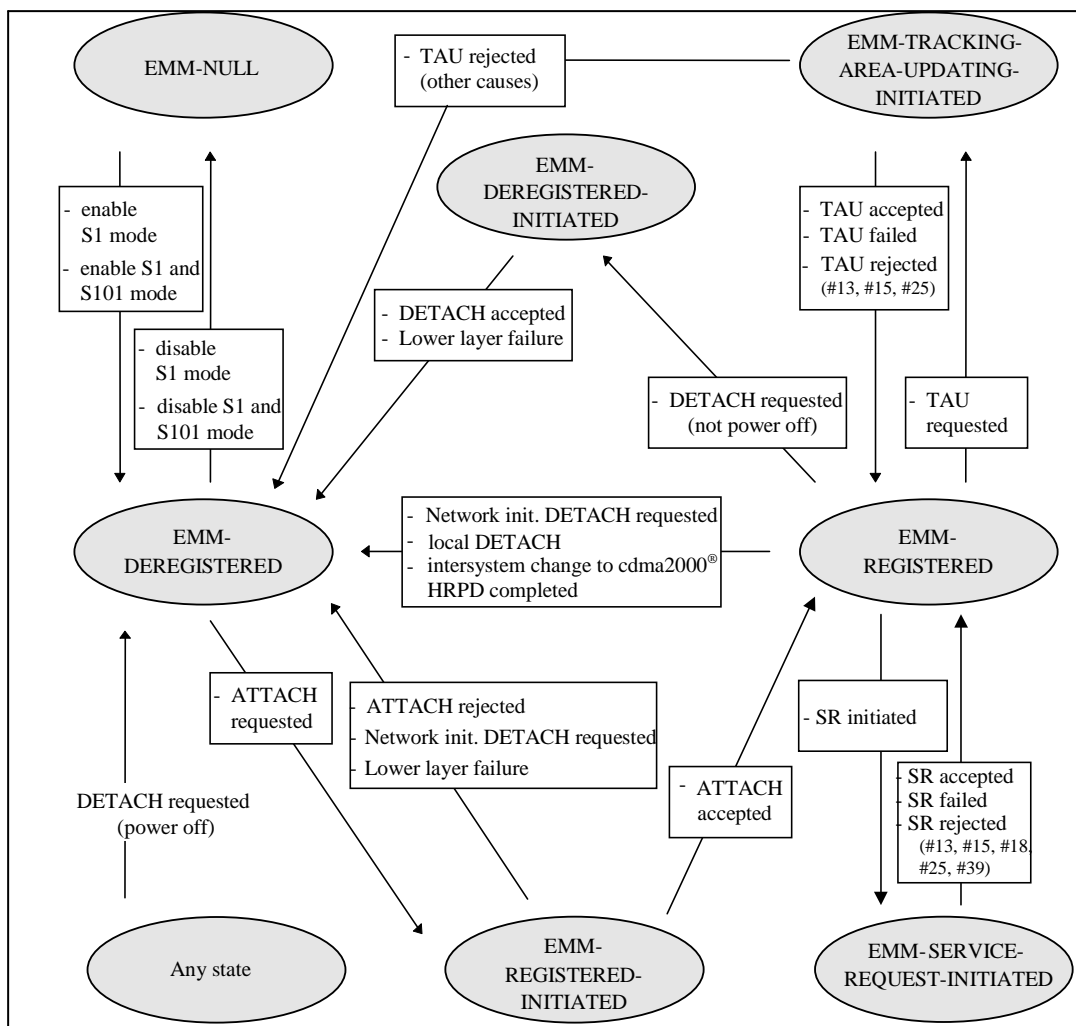 EMM-NULL
- TAU rejected
(other causes)
EMM-TRACKING-
AREA-UPDATING-
INITIATED
EMM-
DEREGISTERED-
INITIATED
- enable
S1 mode
- enable S1 and
S101 mode
- TAU accepted
- TAU failed
- TAU rejected
(#13, #15, #25)
- DETACH accepted
- Lower layer failure
- disable
S1 mode
- disable S1 and
S101 mode
- DETACH requested
(not power off)
- TAU
requested
EMM-
DEREGISTERED
- Network init. DETACH requested
- local DETACH
- intersystem change to cdma2000®
HRPD completed
EMM-
REGISTERED
- ATTACH
requested
- ATTACH rejected
- Network init. DETACH requested
- Lower layer failure
- SR initiated
- ATTACH
accepted
- SR accepted
- SR failed
- SR rejected
(#13, #15, #18,
#25, #39)
DETACH requested
(power off)
Any state
EMM-
REGISTERED-
INITIATED
EMM-SERVICE-
REQUEST-INITIATED